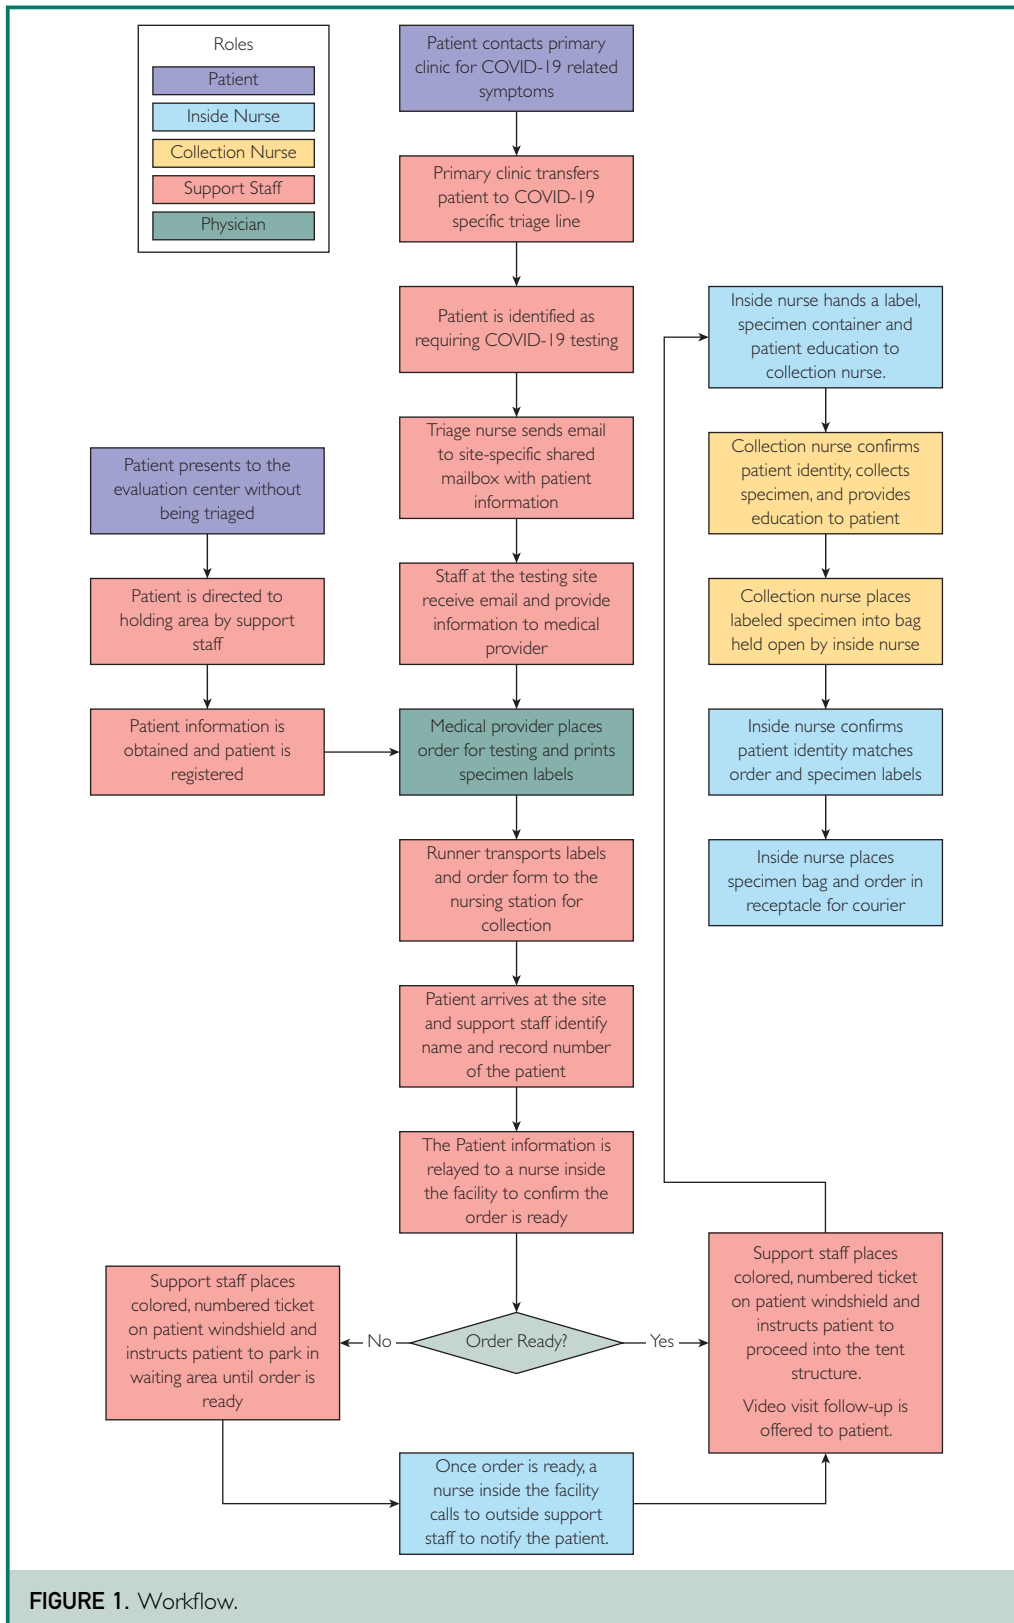 Roles
Patient
Inside Nurse
Collection Nurse
Support Staff
Physician
Patient contacts primary
clinic for COVID-19 related
symptoms
Primary clinic transfers
patient to COVID-19
specific triage line
Patient is identified as
requiring COVID-19 testing
Triage nurse sends email
to site-specific shared
mailbox with patient
information
Staff at the testing site
receive email and provide
information to medical
provider
Patient presents to the
evaluation center without
being triaged
Patient is directed to
holding area by support
staff
Patient information is
obtained and patient is
registered
Medical provider places
order for testing and prints
specimen labels
Runner transports labels
and order form to the
nursing station for
collection
Patient arrives at the site
and support staff identify
name and record number
of the patient
The Patient information is
relayed to a nurse inside
the facility to confirm the
order is ready
Order Ready?
No
Yes
Support staff places
colored, numbered ticket
on patient windshield and
instructs patient to park in
waiting area until order is
ready
Once order is ready, a
nurse inside the facility
calls to outside support
staff to notify the patient.
Support staff places
colored, numbered ticket
on patient windshield and
instructs patient to
proceed into the tent
structure.
Video visit follow-up is
offered to patient.
Inside nurse hands a label,
specimen container and
patient education to
collection nurse.
Collection nurse confirms
patient identity, collects
specimen, and provides
education to patient
Collection nurse places
labeled specimen into bag
held open by inside nurse
Inside nurse confirms
patient identity matches
order and specimen labels
Inside nurse places
specimen bag and order in
receptacle for courier
FIGURE 1. Workflow.